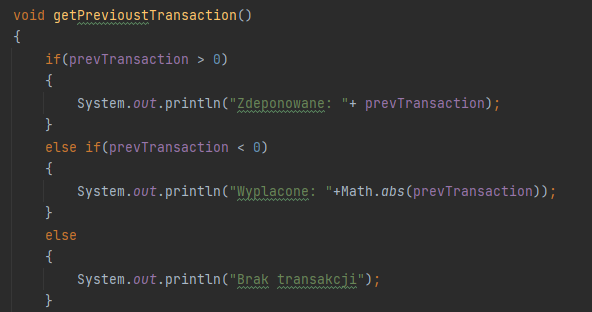 void getPrevioustTransaction()
{
if(prevTransaction > 0)
{
System.out.println("Zdeponowane: "+ prevTransaction);
}
else if(prevTransaction < 0)
{
System.out.println("Wyplacone: "+Math.abs(prevTransaction));
}
else
{
System.out.println("Brak transakcji");
}